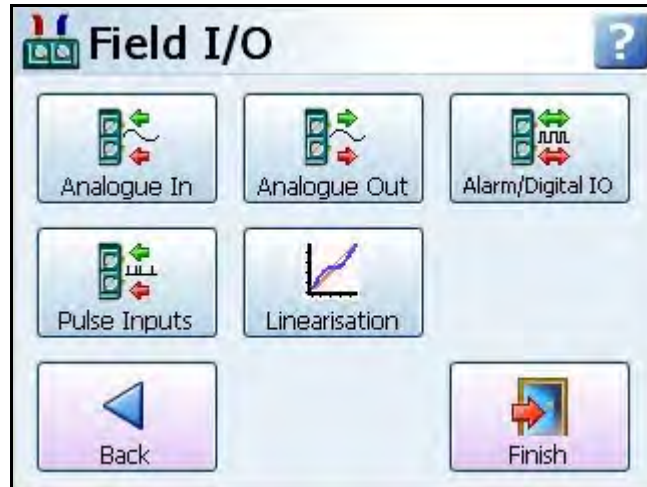 Field I/O
?
Analogue In
Analogue Out
Alarm/Digital IO
Pulse Inputs
Linearisation
Back
Finish